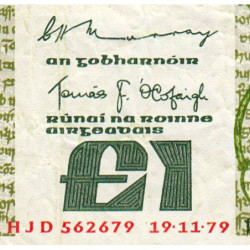 C H Murray
an gobharnóir
Tomás F. Ó Cofaigh
rúnaí na roinne
airgeadais
£1
HJD 562679 19·11·79